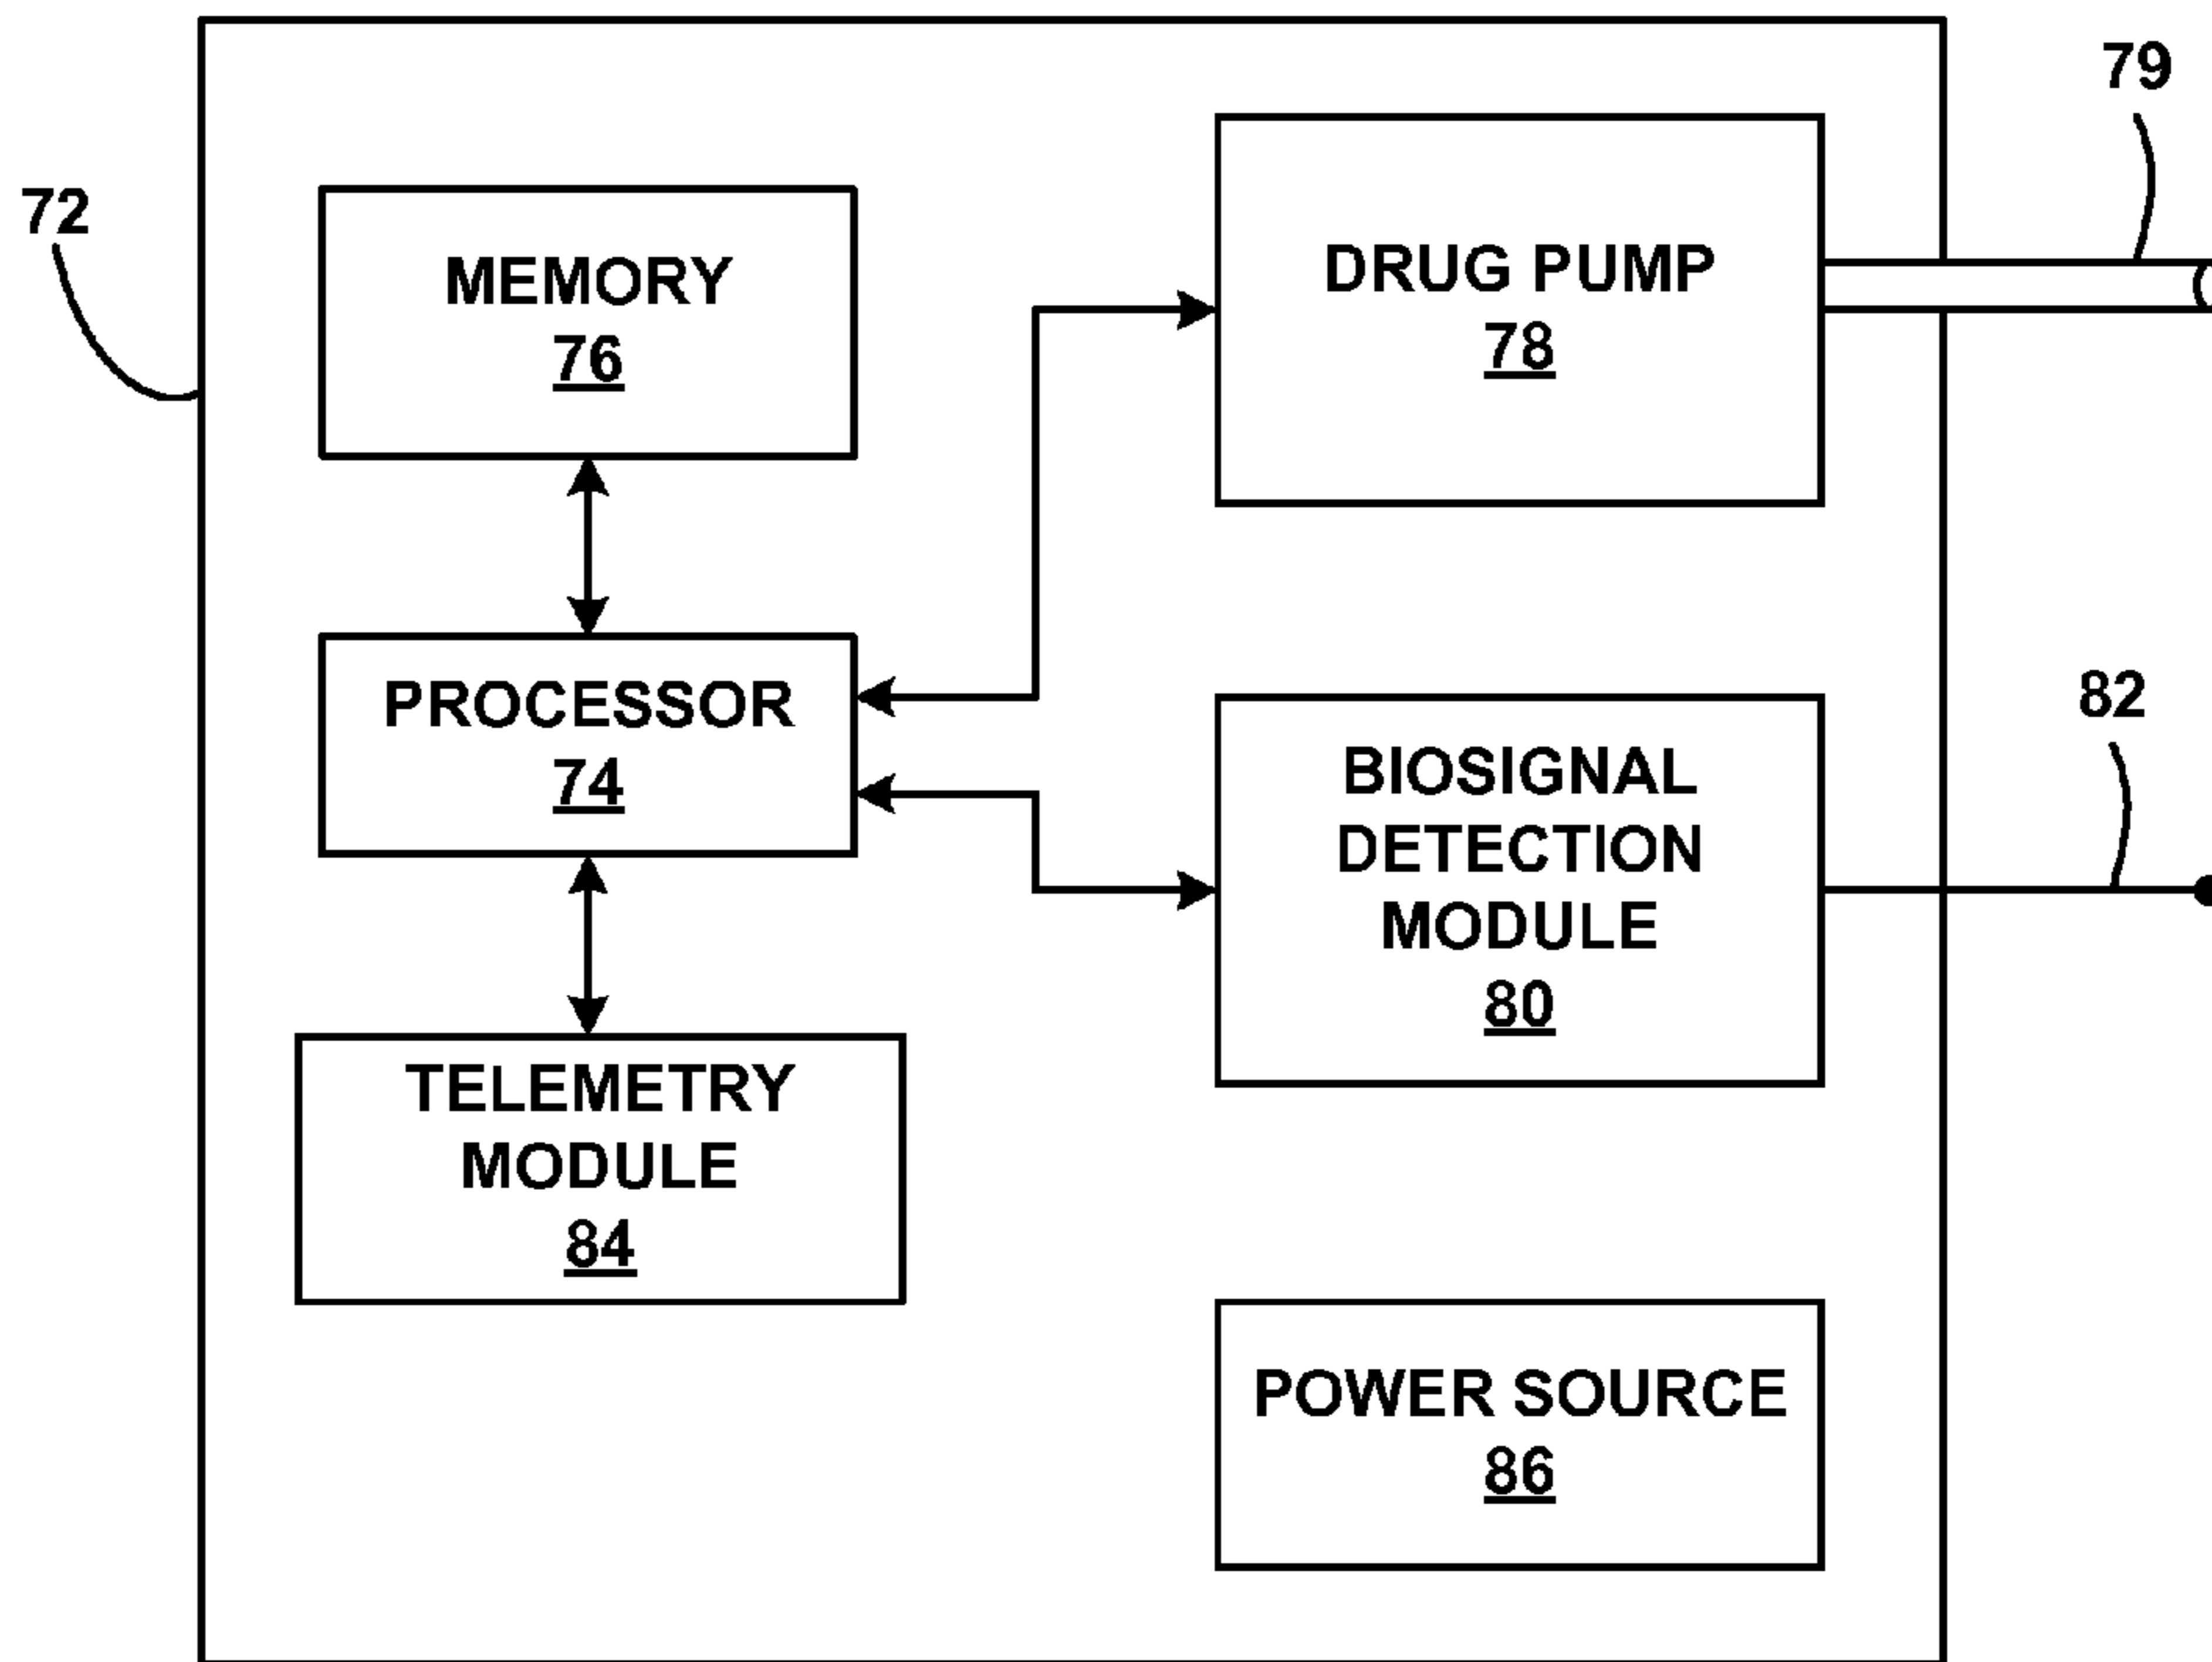 79
72
MEMORY
76
DRUG PUMP
78
PROCESSOR
74
82
BIOSIGNAL
DETECTION
MODULE
80
TELEMETRY
MODULE
84
POWER SOURCE
86